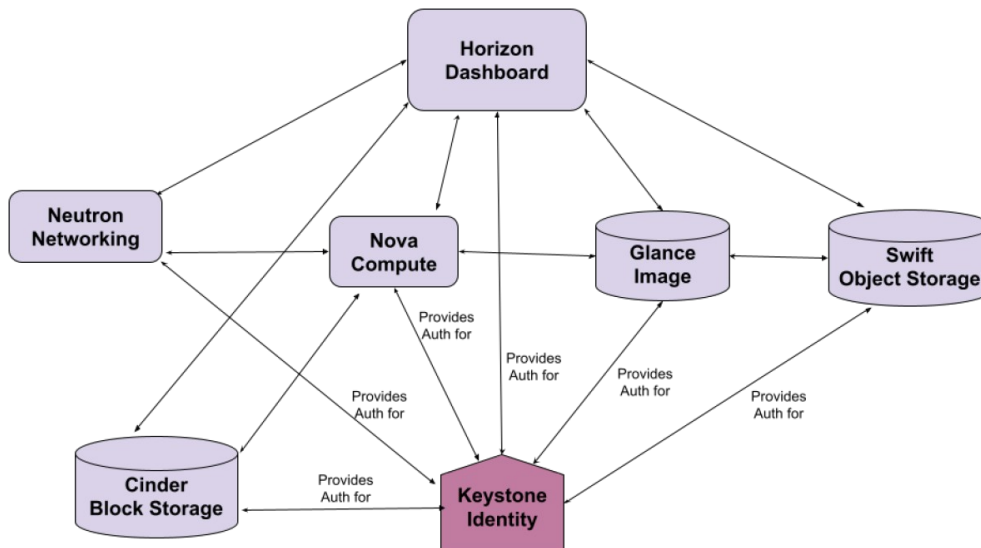 Horizon
Dashboard
Neutron
Networking
Nova
Compute
Glance
Image
Swift
Object Storage
Provides
Auth for
Provides
Auth for
Provides
Auth for
Provides
Auth for
Provides
Auth for
Cinder
Block Storage
Provides
Auth for
Keystone
Identity